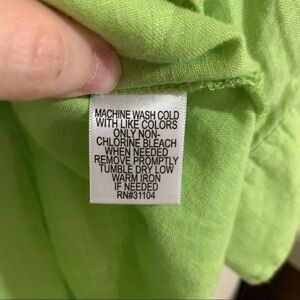 MACHINE WASH COLD
WITH LIKE COLORS
ONLY NON-
CHLORINE BLEACH
WHEN NEEDED
REMOVE PROMPTLY
TUMBLE DRY LOW
WARM IRON
IF NEEDED
RN#31104